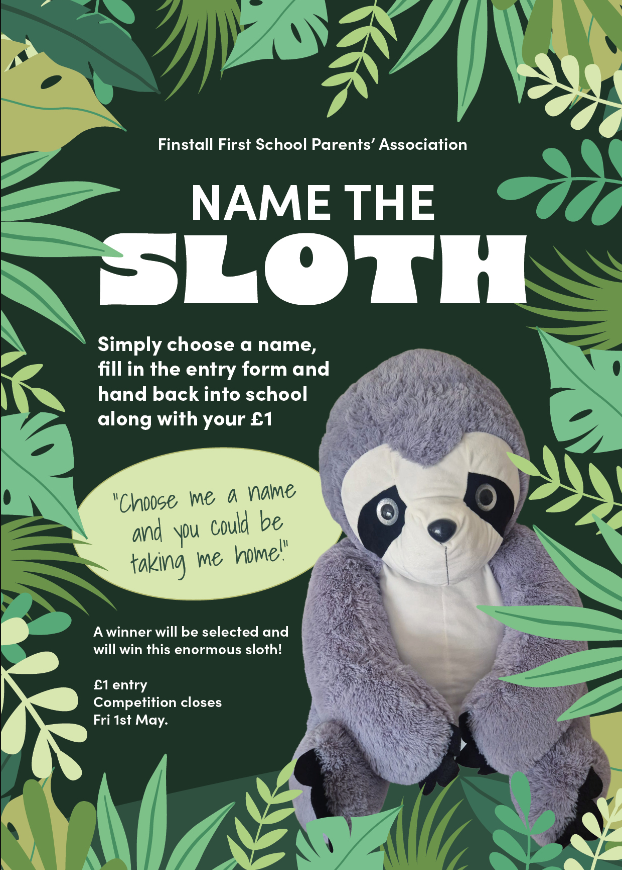 Finstall First School Parents’ Association
NAME THE
SLOTH
Simply choose a name,
fill in the entry form and
hand back into school
along with your £1
"Choose me a name
and you could be
taking me home!"
A winner will be selected and
will win this enormous sloth!
£1 entry
Competition closes
Fri 1st May.